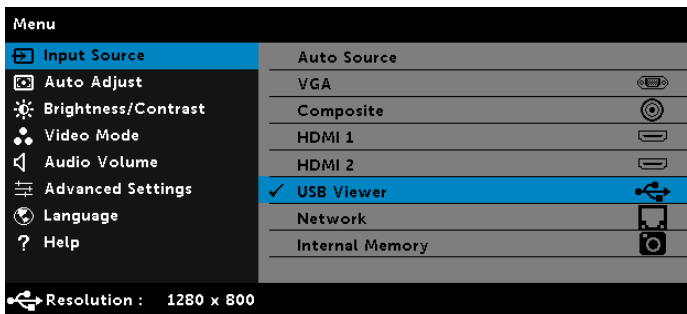 Menu
Input Source
Auto Adjust
Brightness/Contrast
Video Mode
Audio Volume
Advanced Settings
Language
? Help
Auto Source
VGA
Composite
HDMI 1
HDMI 2
✓ USB Viewer
Network
Internal Memory
Resolution : 1280 x 800